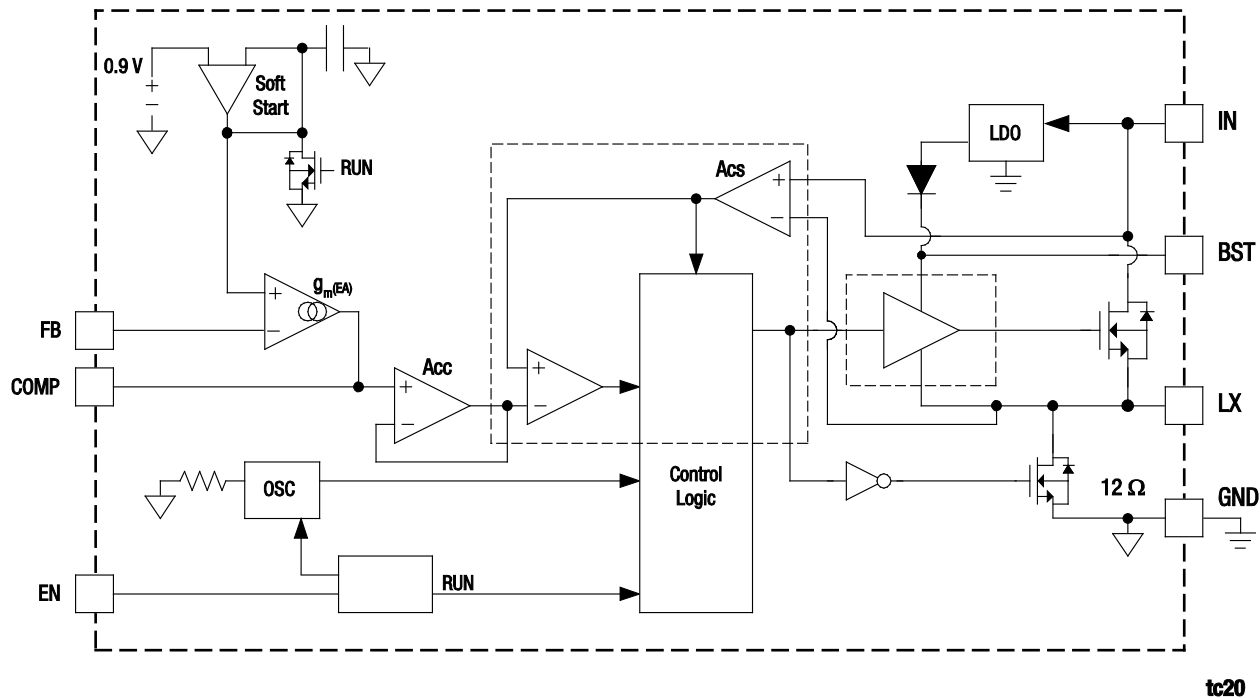 0.9 V
+
−
Soft
Start
RUN
LDO
IN
BST
Acs
+
−
g_m(EA)
+
−
FB
COMP
Acc
+
−
+
−
LX
OSC
Control
Logic
12 Ω
GND
EN
RUN
tc20